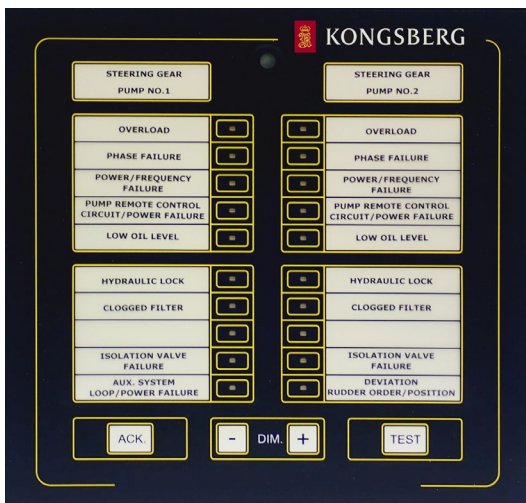 KONGSBERG
STEERING GEAR
PUMP NO.1
STEERING GEAR
PUMP NO.2
OVERLOAD
PHASE FAILURE
POWER/FREQUENCY
FAILURE
PUMP REMOTE CONTROL
CIRCUIT/POWER FAILURE
LOW OIL LEVEL
OVERLOAD
PHASE FAILURE
POWER/FREQUENCY
FAILURE
PUMP REMOTE CONTROL
CIRCUIT/POWER FAILURE
LOW OIL LEVEL
HYDRAULIC LOCK
CLOGGED FILTER
ISOLATION VALVE
FAILURE
AUX. SYSTEM
LOOP/POWER FAILURE
HYDRAULIC LOCK
CLOGGED FILTER
ISOLATION VALVE
FAILURE
DEVIATION
RUDDER ORDER/POSITION
ACK.
- DIM. +
TEST